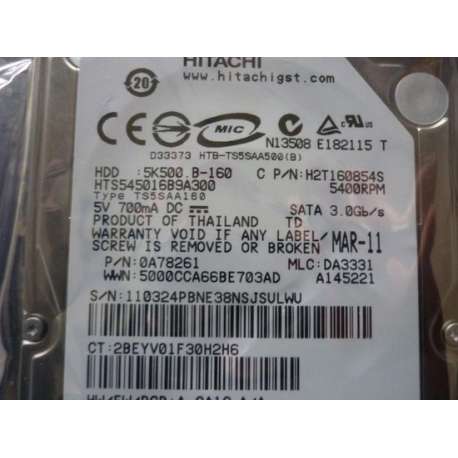 HITACHI
www.hitachigst.com
20
CE MIC
N13508 E182115 T
D33373 HTB-TS5SAA500(B)
HDD :5K500.B-160 C P/N:H2T160854S
HTS545016B9A300 5400RPM
Type TS5SAA160
5V 700mA DC SATA 3.0Gb/s
PRODUCT OF THAILAND TD
WARRANTY VOID IF ANY LABEL OR
SCREW IS REMOVED OR BROKEN MAR-11
P/N:0A78261 MLC:DA3331
WWN:5000CCA66BE703AD A145221
S/N:110324PBNE38NSJSULWU
CT:2BEYV01F30H2H6